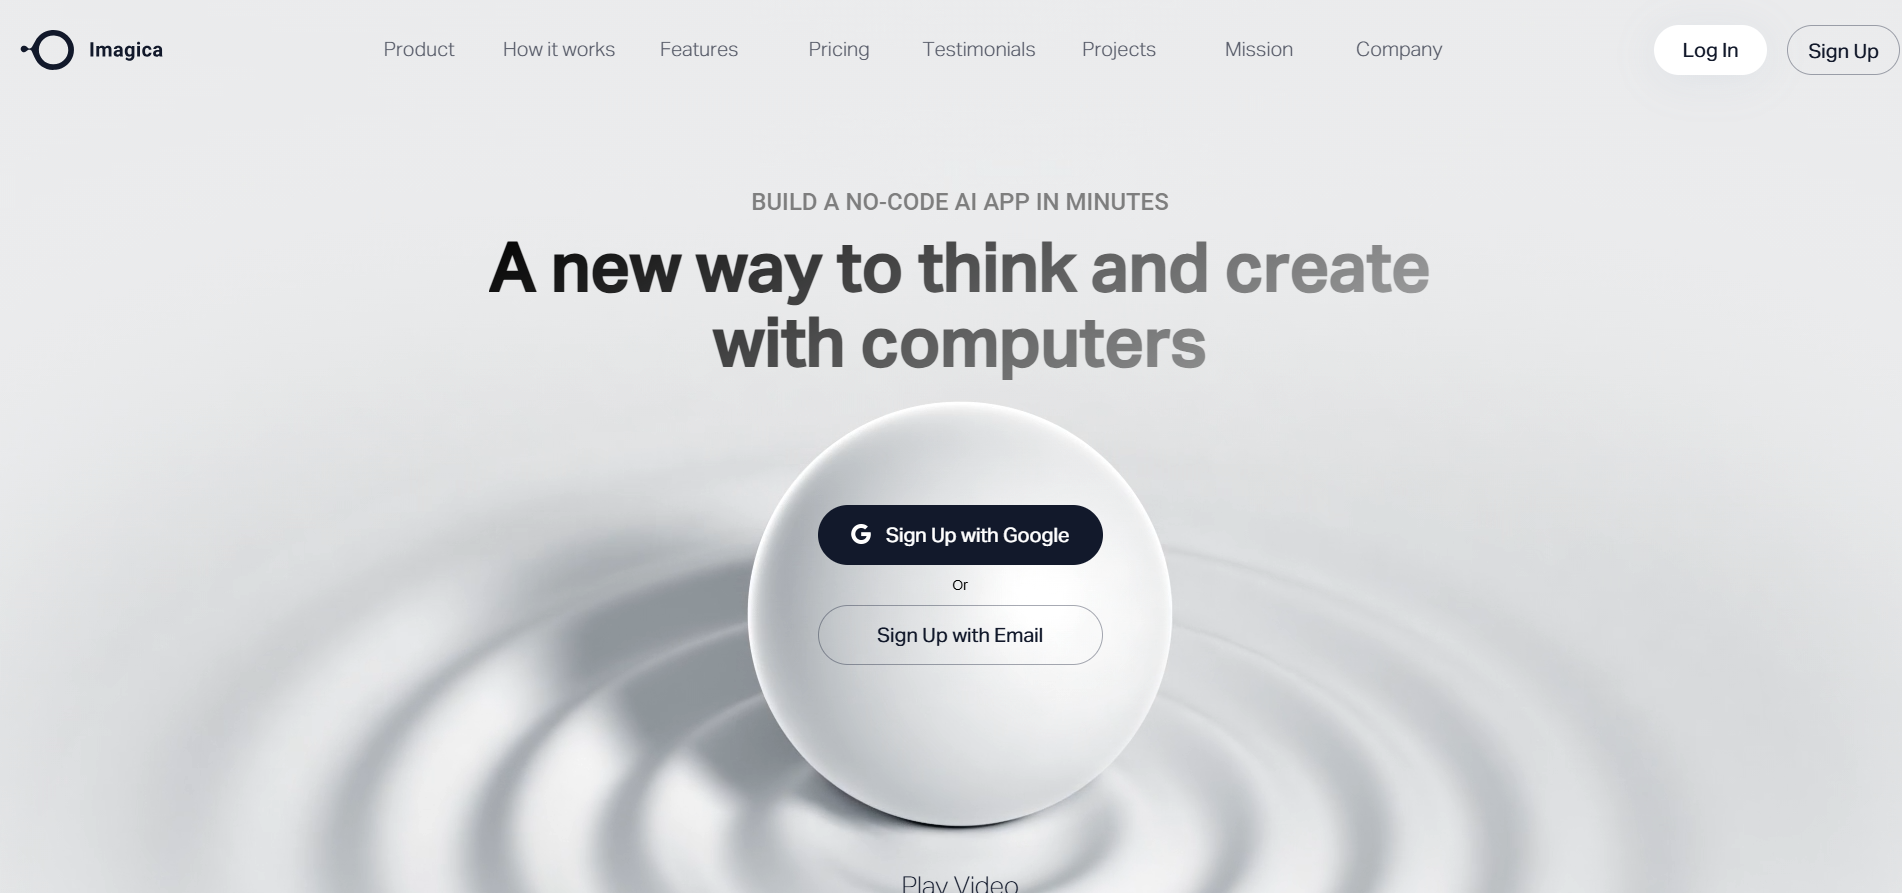 Imagica
Product How it works Features Pricing Testimonials Projects Mission Company
Log In Sign Up
BUILD A NO-CODE AI APP IN MINUTES
A new way to think and create
with computers
Sign Up with Google
Or
Sign Up with Email
Play Video